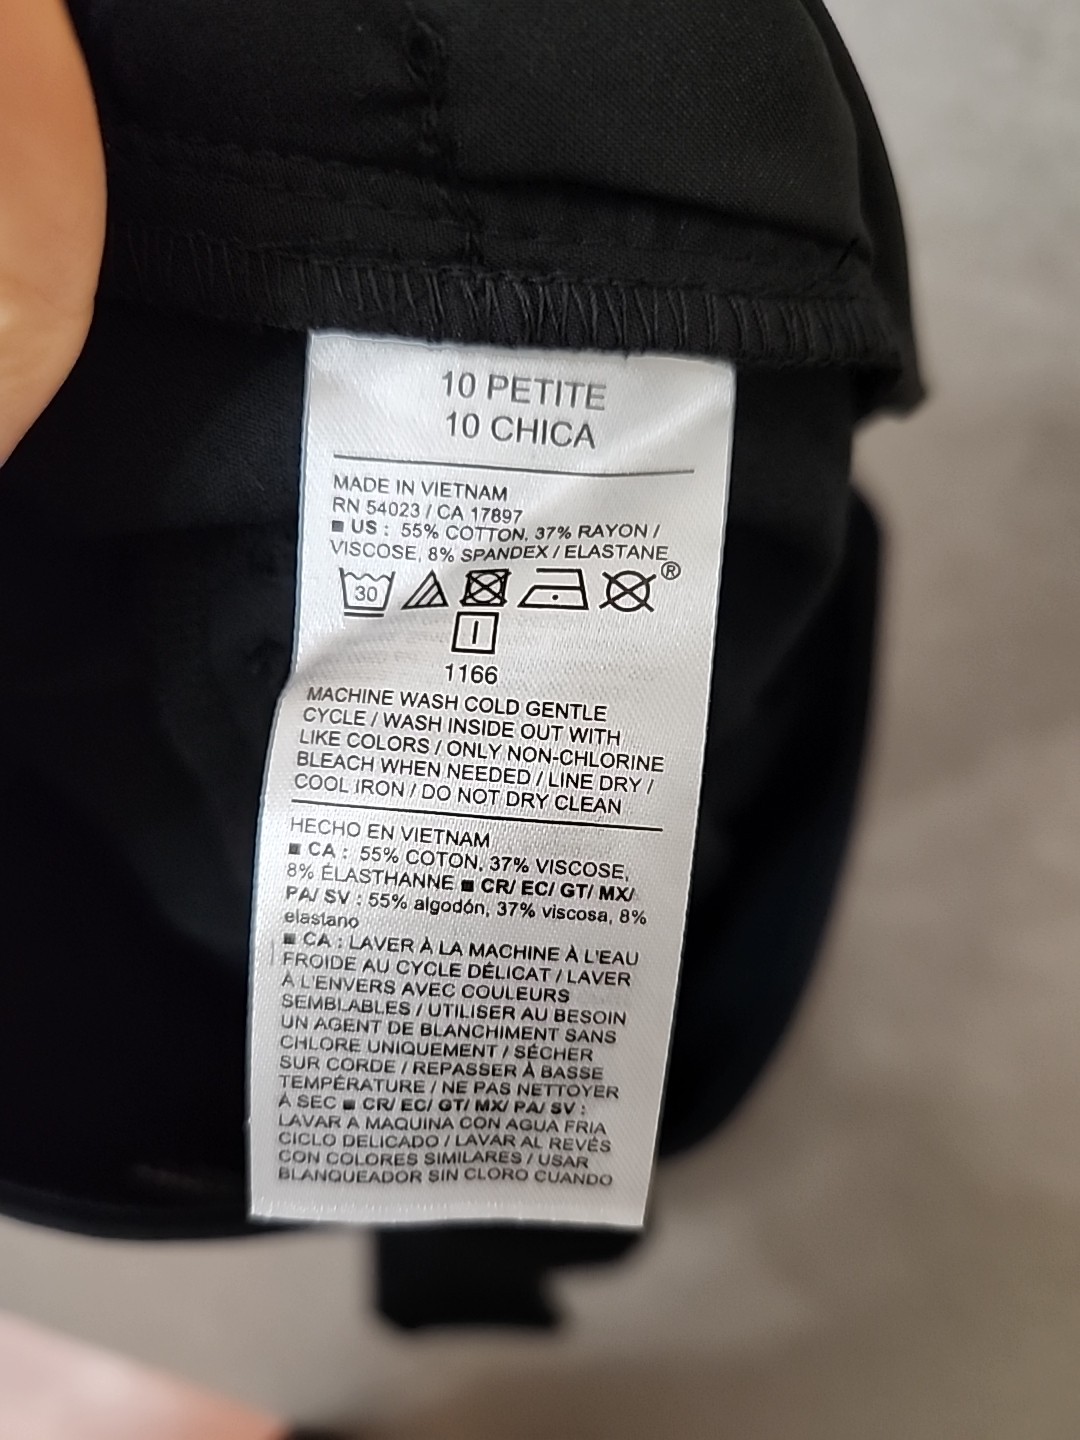 10 PETITE
10 CHICA
MADE IN VIETNAM
RN 54023 / CA 17897
■ US : 55% COTTON, 37% RAYON /
VISCOSE, 8% SPANDEX / ELASTANE
30 ®
1166
MACHINE WASH COLD GENTLE
CYCLE / WASH INSIDE OUT WITH
LIKE COLORS / ONLY NON-CHLORINE
BLEACH WHEN NEEDED / LINE DRY /
COOL IRON / DO NOT DRY CLEAN
HECHO EN VIETNAM
■ CA : 55% COTON, 37% VISCOSE,
8% ÉLASTHANNE ■ CR/ EC/ GT/ MX/
PA/ SV : 55% algodón, 37% viscosa, 8%
elastano
■ CA : LAVER À LA MACHINE À L'EAU
FROIDE AU CYCLE DÉLICAT / LAVER
À L'ENVERS AVEC COULEURS
SEMBLABLES / UTILISER AU BESOIN
UN AGENT DE BLANCHIMENT SANS
CHLORE UNIQUEMENT / SÉCHER
SUR CORDE / REPASSER À BASSE
TEMPÉRATURE / NE PAS NETTOYER
À SEC ■ CR/ EC/ GT/ MX/ PA/ SV :
LAVAR A MAQUINA CON AGUA FRIA
CICLO DELICADO / LAVAR AL REVÉS
CON COLORES SIMILARES / USAR
BLANQUEADOR SIN CLORO CUANDO